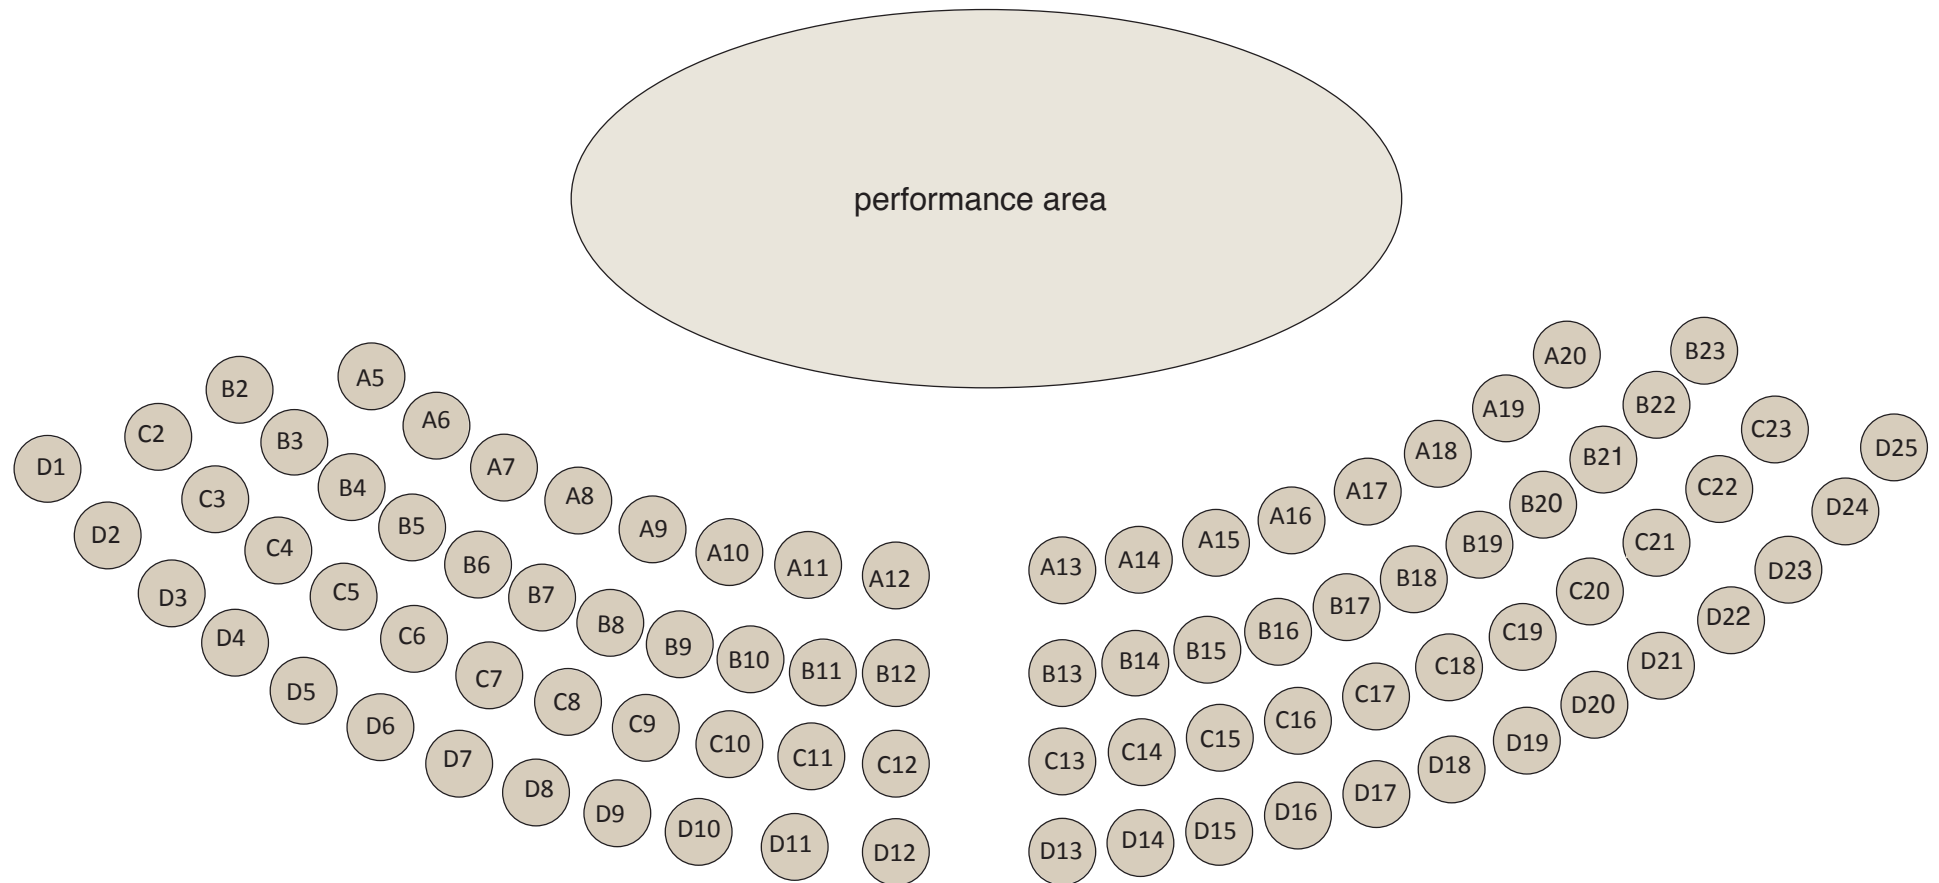 performance area
A5
A6
A7
A8
A9
A10
A11
A12
A13
A14
A15
A16
A17
A18
A19
A20
B2
B3
B4
B5
B6
B7
B8
B9
B10
B11
B12
B13
B14
B15
B16
B17
B18
B19
B20
B21
B22
B23
C2
C3
C4
C5
C6
C7
C8
C9
C10
C11
C12
C13
C14
C15
C16
C17
C18
C19
C20
C21
C22
C23
D1
D2
D3
D4
D5
D6
D7
D8
D9
D10
D11
D12
D13
D14
D15
D16
D17
D18
D19
D20
D21
D22
D23
D24
D25